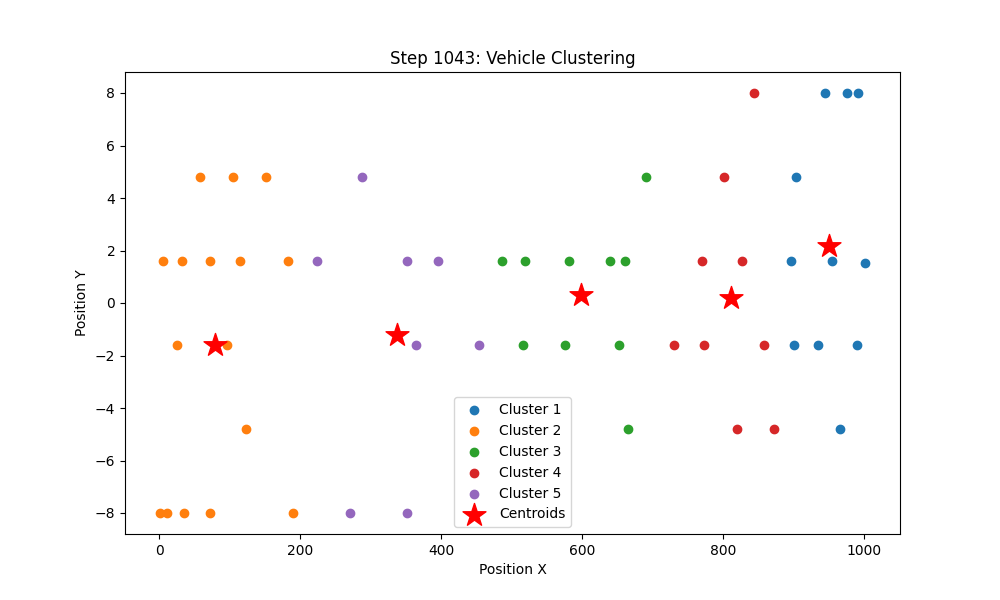 Step 1043: Vehicle Clustering
Position Y
8
6
4
2
0
−2
−4
−6
−8
Cluster 1
Cluster 2
Cluster 3
Cluster 4
Cluster 5
Centroids
0
200
400
600
800
1000
Position X